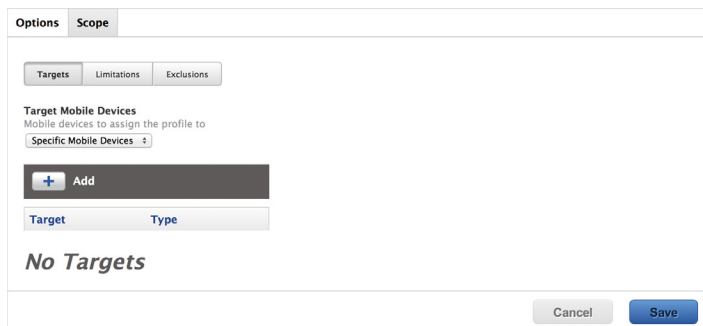 Options Scope
Targets Limitations Exclusions
Target Mobile Devices
Mobile devices to assign the profile to
Specific Mobile Devices
+ Add
Target Type
No Targets
Cancel Save